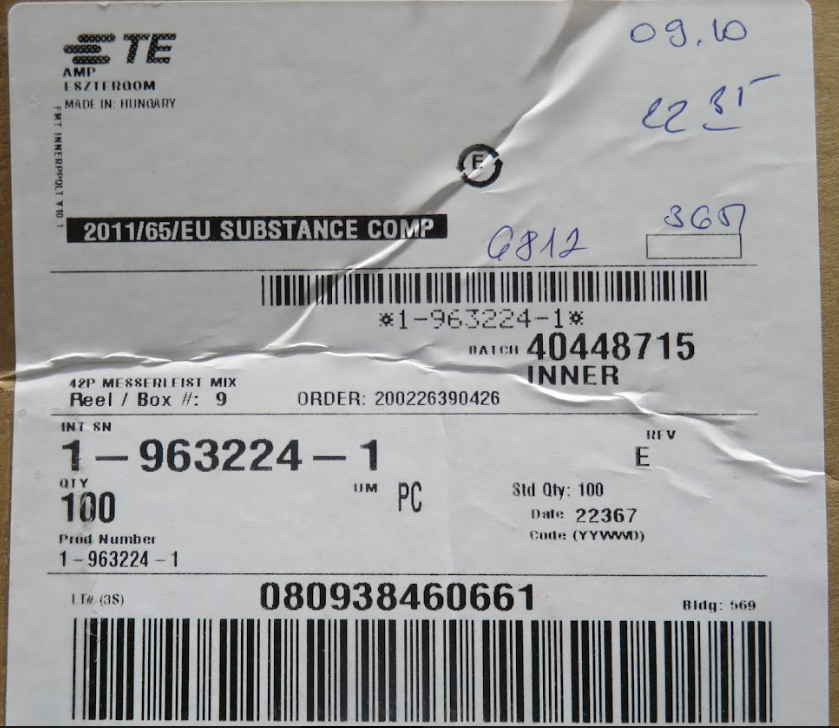 TE
AMP
ESZTERGOM
MADE IN: HUNGARY
09.10
22 35
E
2011/65/EU SUBSTANCE COMP
6812
365
*1-963224-1*
BATCH 40448715
INNER
42P MESSERLEIST MIX
Reel / Box #: 9 ORDER: 200226390426
INT SN
1-963224-1
REV
E
QTY
100
UM PC
Std Qty: 100
Date 22367
Code (YYWWD)
Prod Number
1-963224-1
LT# (3S) 080938460661 Bldg: 569